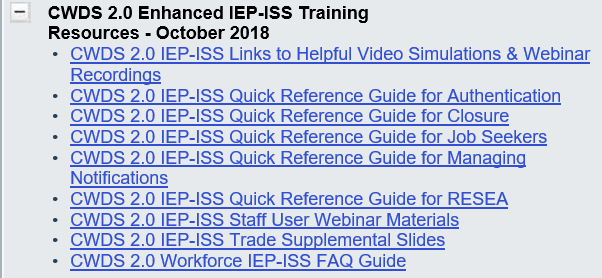 CWDS 2.0 Enhanced IEP-ISS Training
Resources - October 2018
• CWDS 2.0 IEP-ISS Links to Helpful Video Simulations & Webinar
Recordings
• CWDS 2.0 IEP-ISS Quick Reference Guide for Authentication
• CWDS 2.0 IEP-ISS Quick Reference Guide for Closure
• CWDS 2.0 IEP-ISS Quick Reference Guide for Job Seekers
• CWDS 2.0 IEP-ISS Quick Reference Guide for Managing
Notifications
• CWDS 2.0 IEP-ISS Quick Reference Guide for RESEA
• CWDS 2.0 IEP-ISS Staff User Webinar Materials
• CWDS 2.0 IEP-ISS Trade Supplemental Slides
• CWDS 2.0 Workforce IEP-ISS FAQ Guide